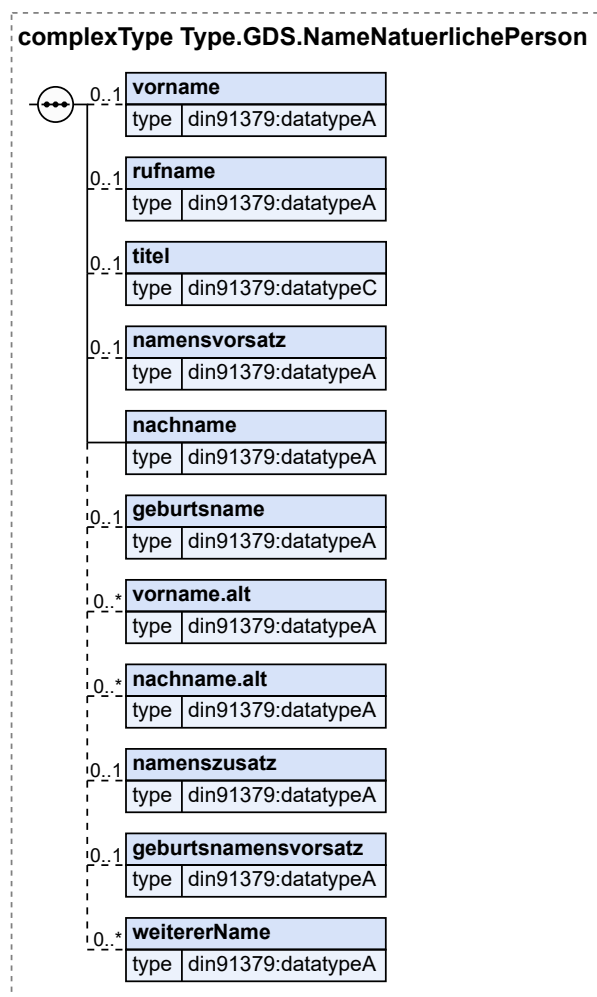 complexType Type.GDS.NameNatuerlichePerson
0..1 vorname
type din91379:datatypeA
0..1 rufname
type din91379:datatypeA
0..1 titel
type din91379:datatypeC
0..1 namensvorsatz
type din91379:datatypeA
nachname
type din91379:datatypeA
0..1 geburtsname
type din91379:datatypeA
0..* vorname.alt
type din91379:datatypeA
0..* nachname.alt
type din91379:datatypeA
0..1 namenszusatz
type din91379:datatypeA
0..1 geburtsnamensvorsatz
type din91379:datatypeA
0..* weitererName
type din91379:datatypeA